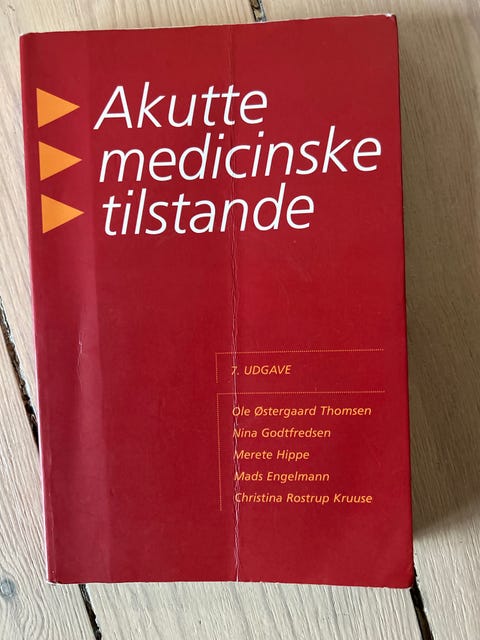 Akutte
medicinske
tilstande
7. UDGAVE
Ole Østergaard Thomsen
Nina Godtfredsen
Merete Hippe
Mads Engelmann
Christina Rostrup Kruuse